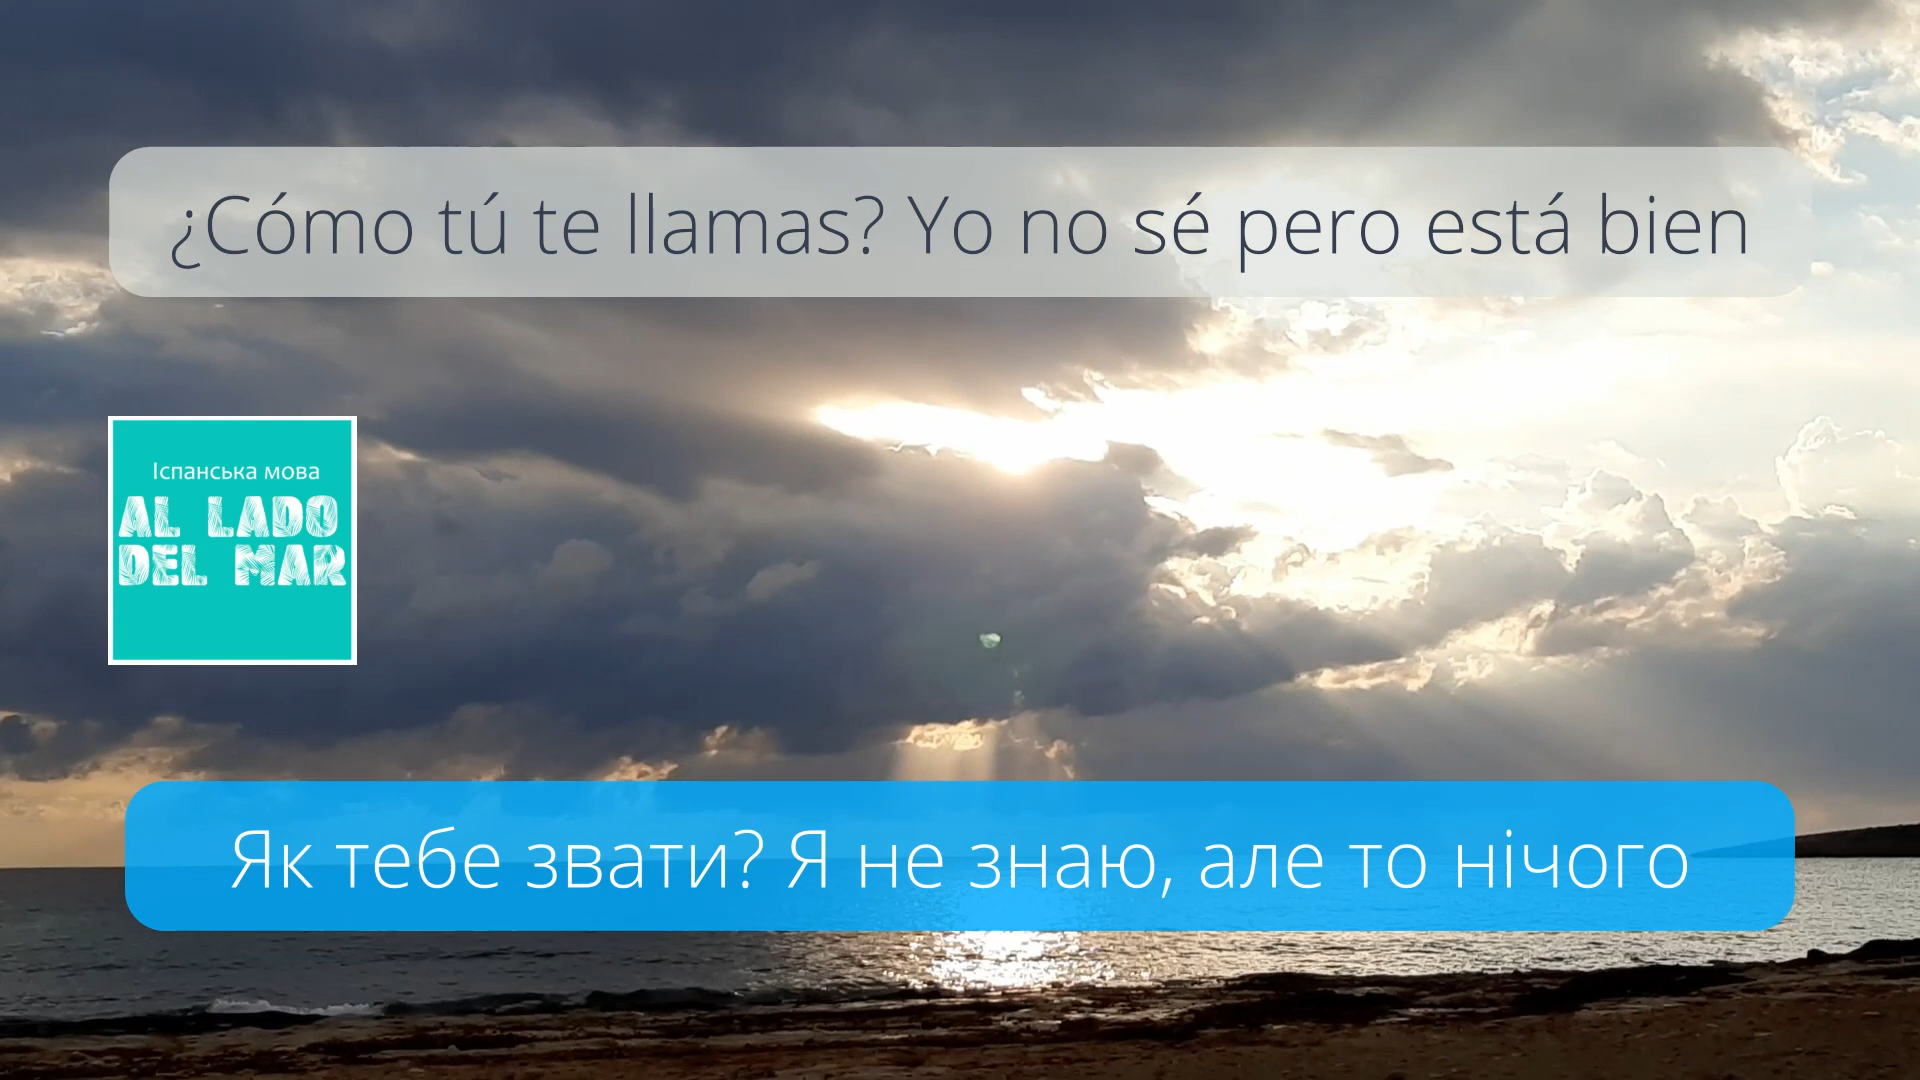 ¿Cómo tú te llamas? Yo no sé pero está bien
Іспанська мова
AL LADO
DEL MAR
Як тебе звати? Я не знаю, але то нічого